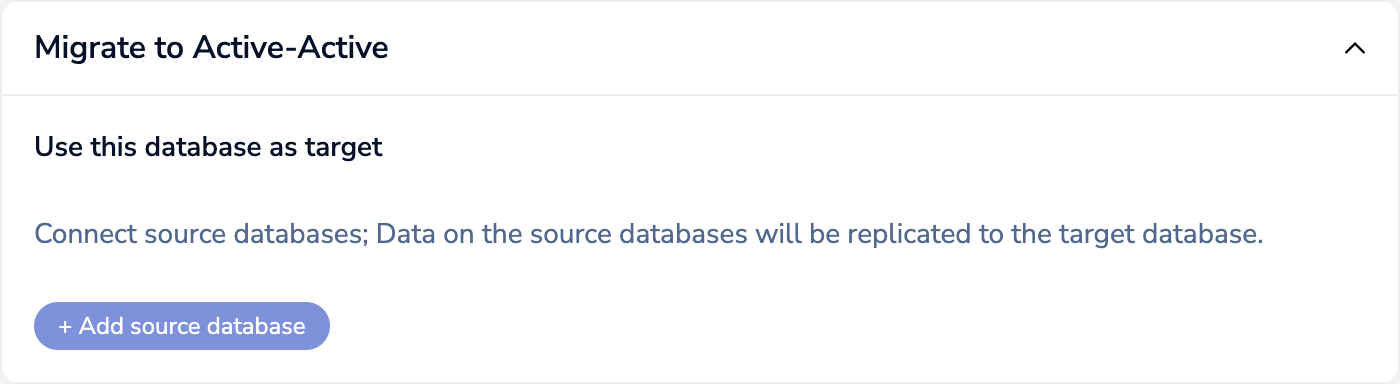 Migrate to Active-Active
Use this database as target
Connect source databases; Data on the source databases will be replicated to the target database.
+ Add source database